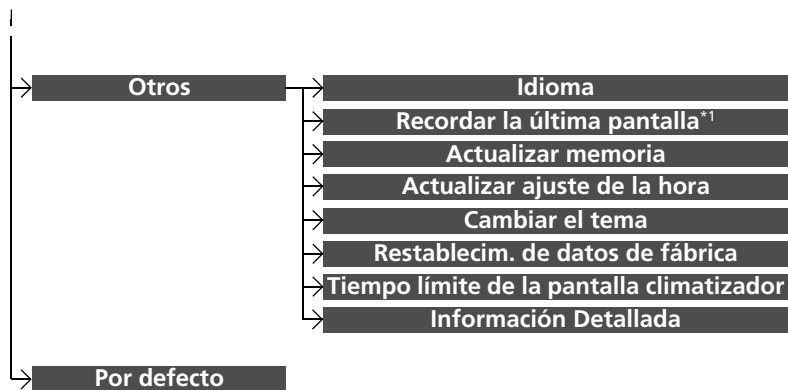 Otros
Idioma
Recordar la última pantalla*1
Actualizar memoria
Actualizar ajuste de la hora
Cambiar el tema
Restablecim. de datos de fábrica
Tiempo límite de la pantalla climatizador
Información Detallada
Por defecto